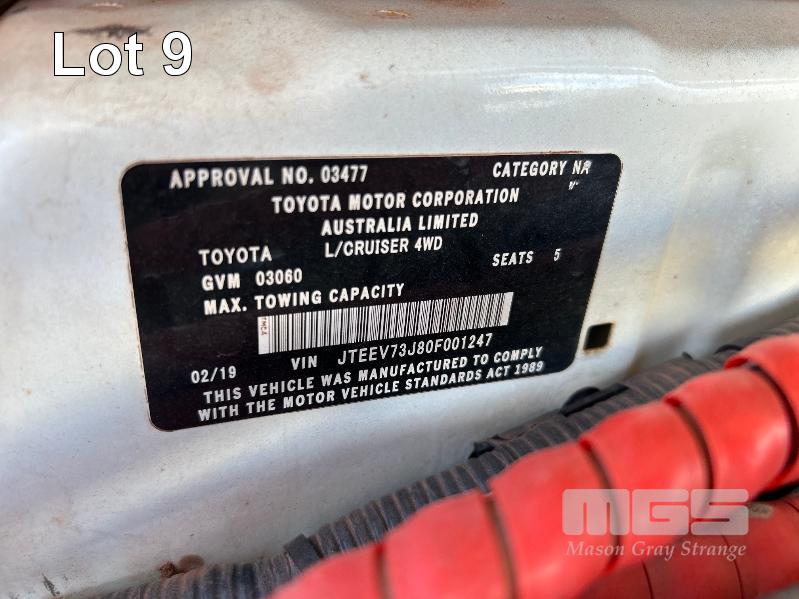 Lot 9
APPROVAL NO. 03477 CATEGORY NA
TOYOTA MOTOR CORPORATION
AUSTRALIA LIMITED
TOYOTA L/CRUISER 4WD
GVM 03060 SEATS 5
MAX. TOWING CAPACITY
02/19 VIN JTEEV73J80F001247
THIS VEHICLE WAS MANUFACTURED TO COMPLY
WITH THE MOTOR VEHICLE STANDARDS ACT 1989
MGS
Mason Gray Strange